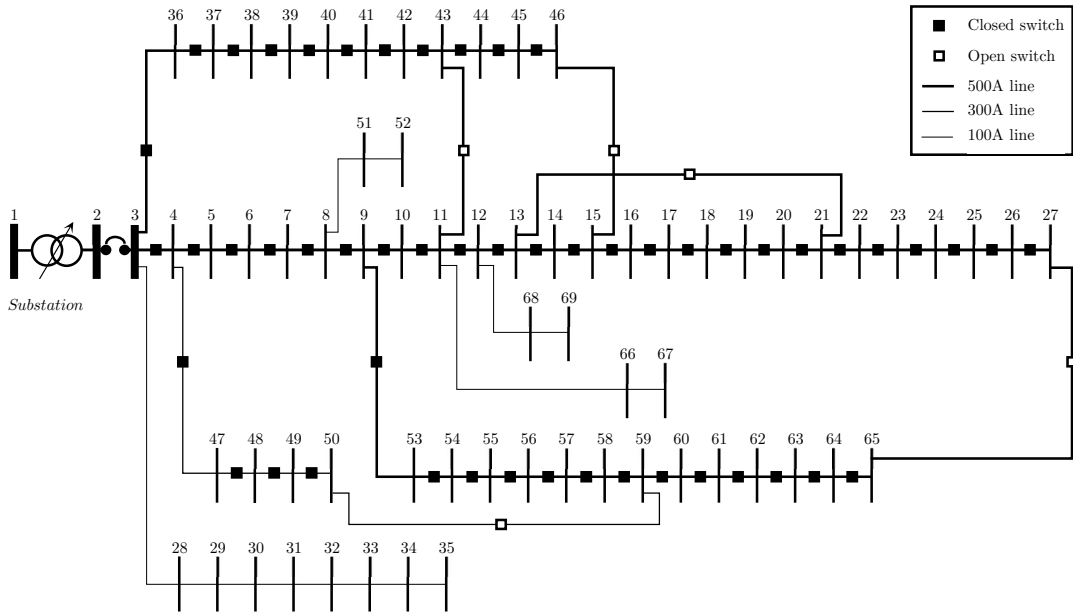 36 37 38 39 40 41 42 43 44 45 46
Closed switch
Open switch
500A line
300A line
100A line
51 52
1 2 3 4 5 6 7 8 9 10 11 12 13 14 15 16 17 18 19 20 21 22 23 24 25 26 27
Substation
68 69
66 67
47 48 49 50 53 54 55 56 57 58 59 60 61 62 63 64 65
28 29 30 31 32 33 34 35